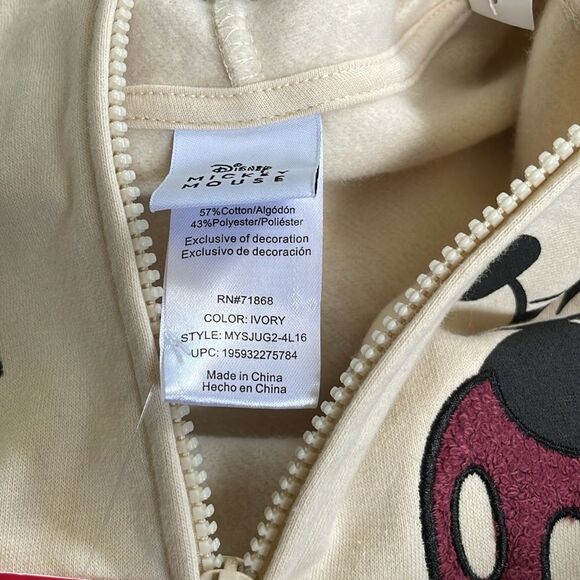 Disney
MICKEY
MOUSE
57%Cotton/Algódón
43%Polyester/Poliéster
Exclusive of decoration
Exclusivo de decoración
RN#71868
COLOR: IVORY
STYLE: MYSJUG2-4L16
UPC: 195932275784
Made in China
Hecho en China